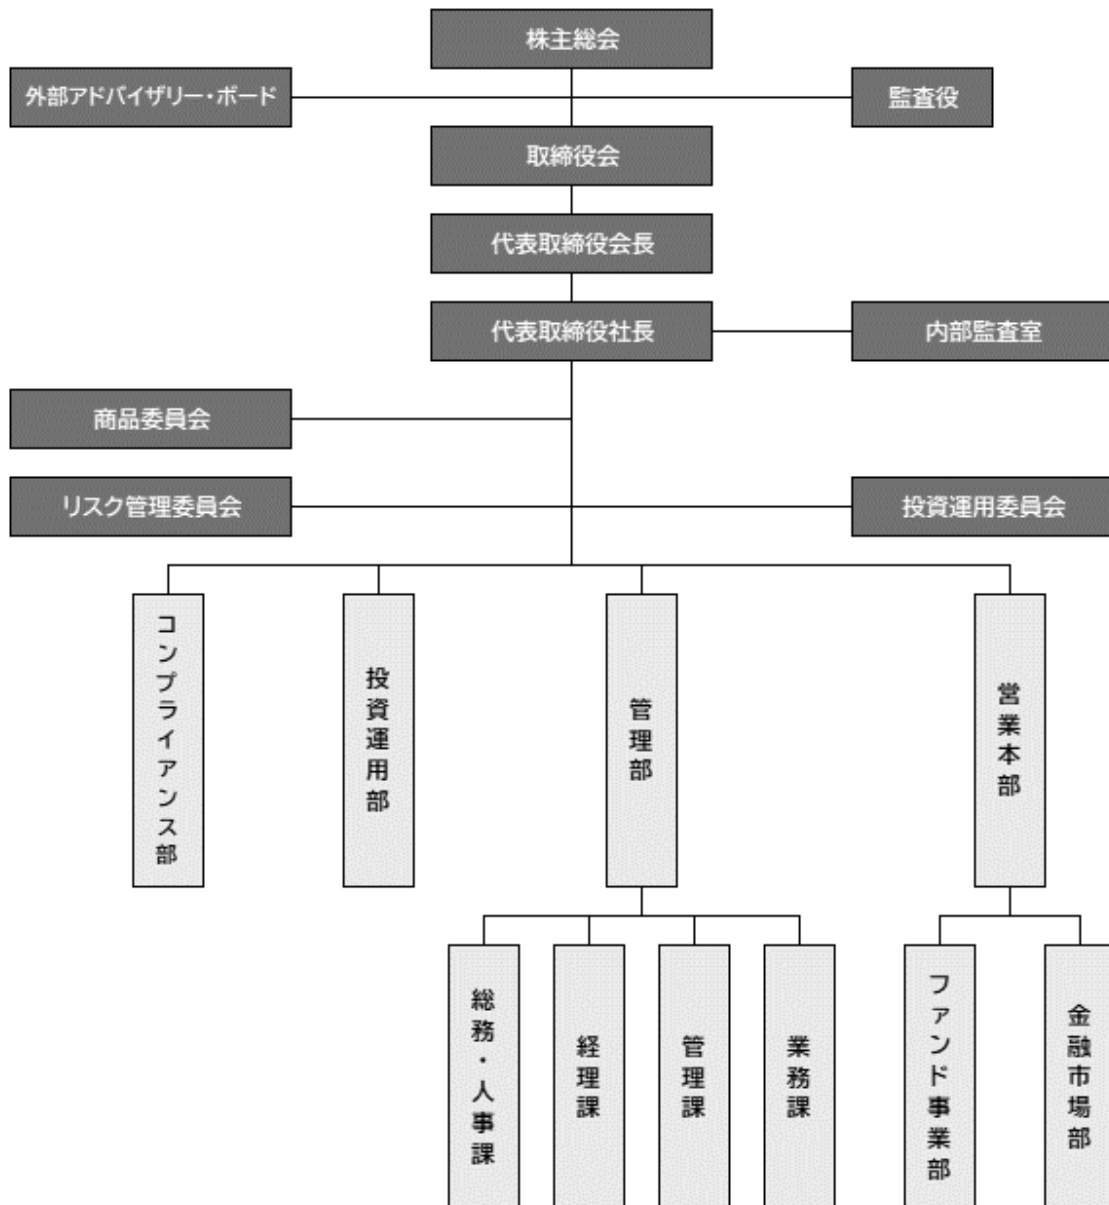 株主総会
外部アドバイザリー・ボード
監査役
取締役会
代表取締役会長
代表取締役社長
内部監査室
商品委員会
リスク管理委員会
投資運用委員会
コンプライアンス部
投資運用部
管理部
営業本部
総務・人事課
経理課
管理課
業務課
ファンド事業部
金融市場部